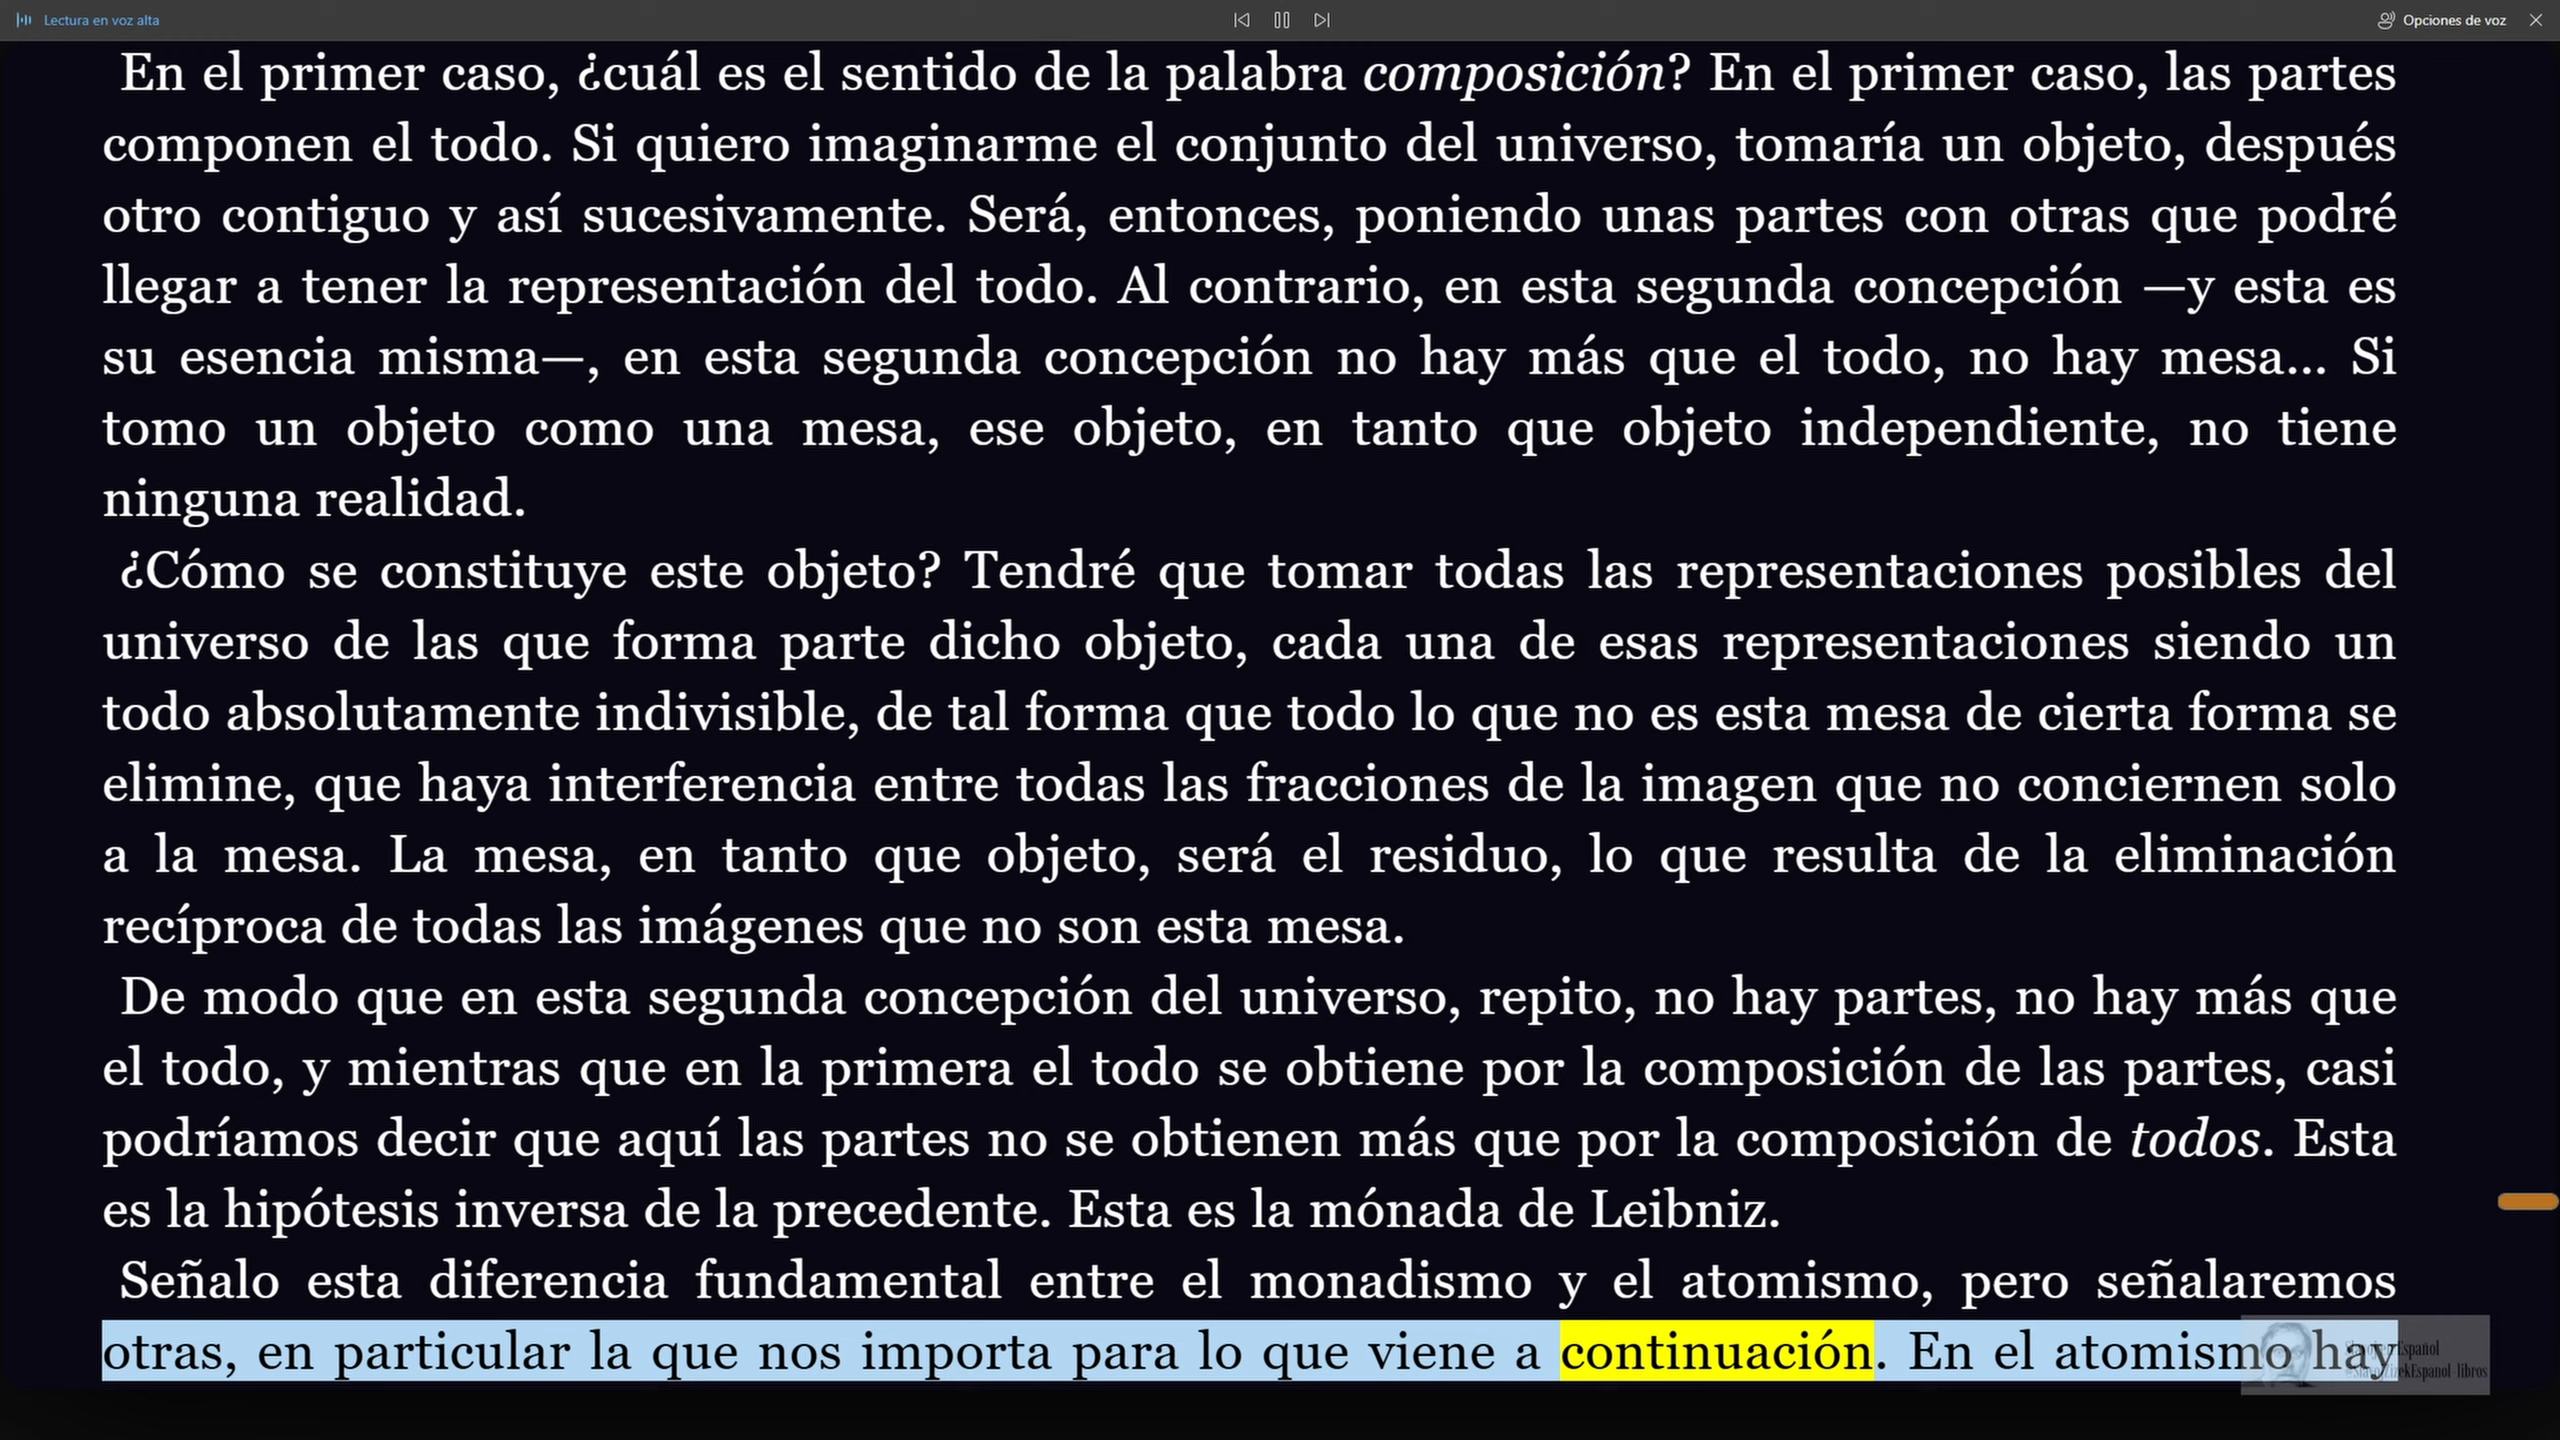 Lectura en voz alta
Opciones de voz
En el primer caso, ¿cuál es el sentido de la palabra composición? En el primer caso, las partes
componen el todo. Si quiero imaginarme el conjunto del universo, tomaría un objeto, después
otro contiguo y así sucesivamente. Será, entonces, poniendo unas partes con otras que podré
llegar a tener la representación del todo. Al contrario, en esta segunda concepción —y esta es
su esencia misma—, en esta segunda concepción no hay más que el todo, no hay mesa... Si
tomo un objeto como una mesa, ese objeto, en tanto que objeto independiente, no tiene
ninguna realidad.
¿Cómo se constituye este objeto? Tendré que tomar todas las representaciones posibles del
universo de las que forma parte dicho objeto, cada una de esas representaciones siendo un
todo absolutamente indivisible, de tal forma que todo lo que no es esta mesa de cierta forma se
elimine, que haya interferencia entre todas las fracciones de la imagen que no conciernen solo
a la mesa. La mesa, en tanto que objeto, será el residuo, lo que resulta de la eliminación
recíproca de todas las imágenes que no son esta mesa.
De modo que en esta segunda concepción del universo, repito, no hay partes, no hay más que
el todo, y mientras que en la primera el todo se obtiene por la composición de las partes, casi
podríamos decir que aquí las partes no se obtienen más que por la composición de todos. Esta
es la hipótesis inversa de la precedente. Esta es la mónada de Leibniz.
Señalo esta diferencia fundamental entre el monadismo y el atomismo, pero señalaremos
otras, en particular la que nos importa para lo que viene a continuación. En el atomismo hay
Español